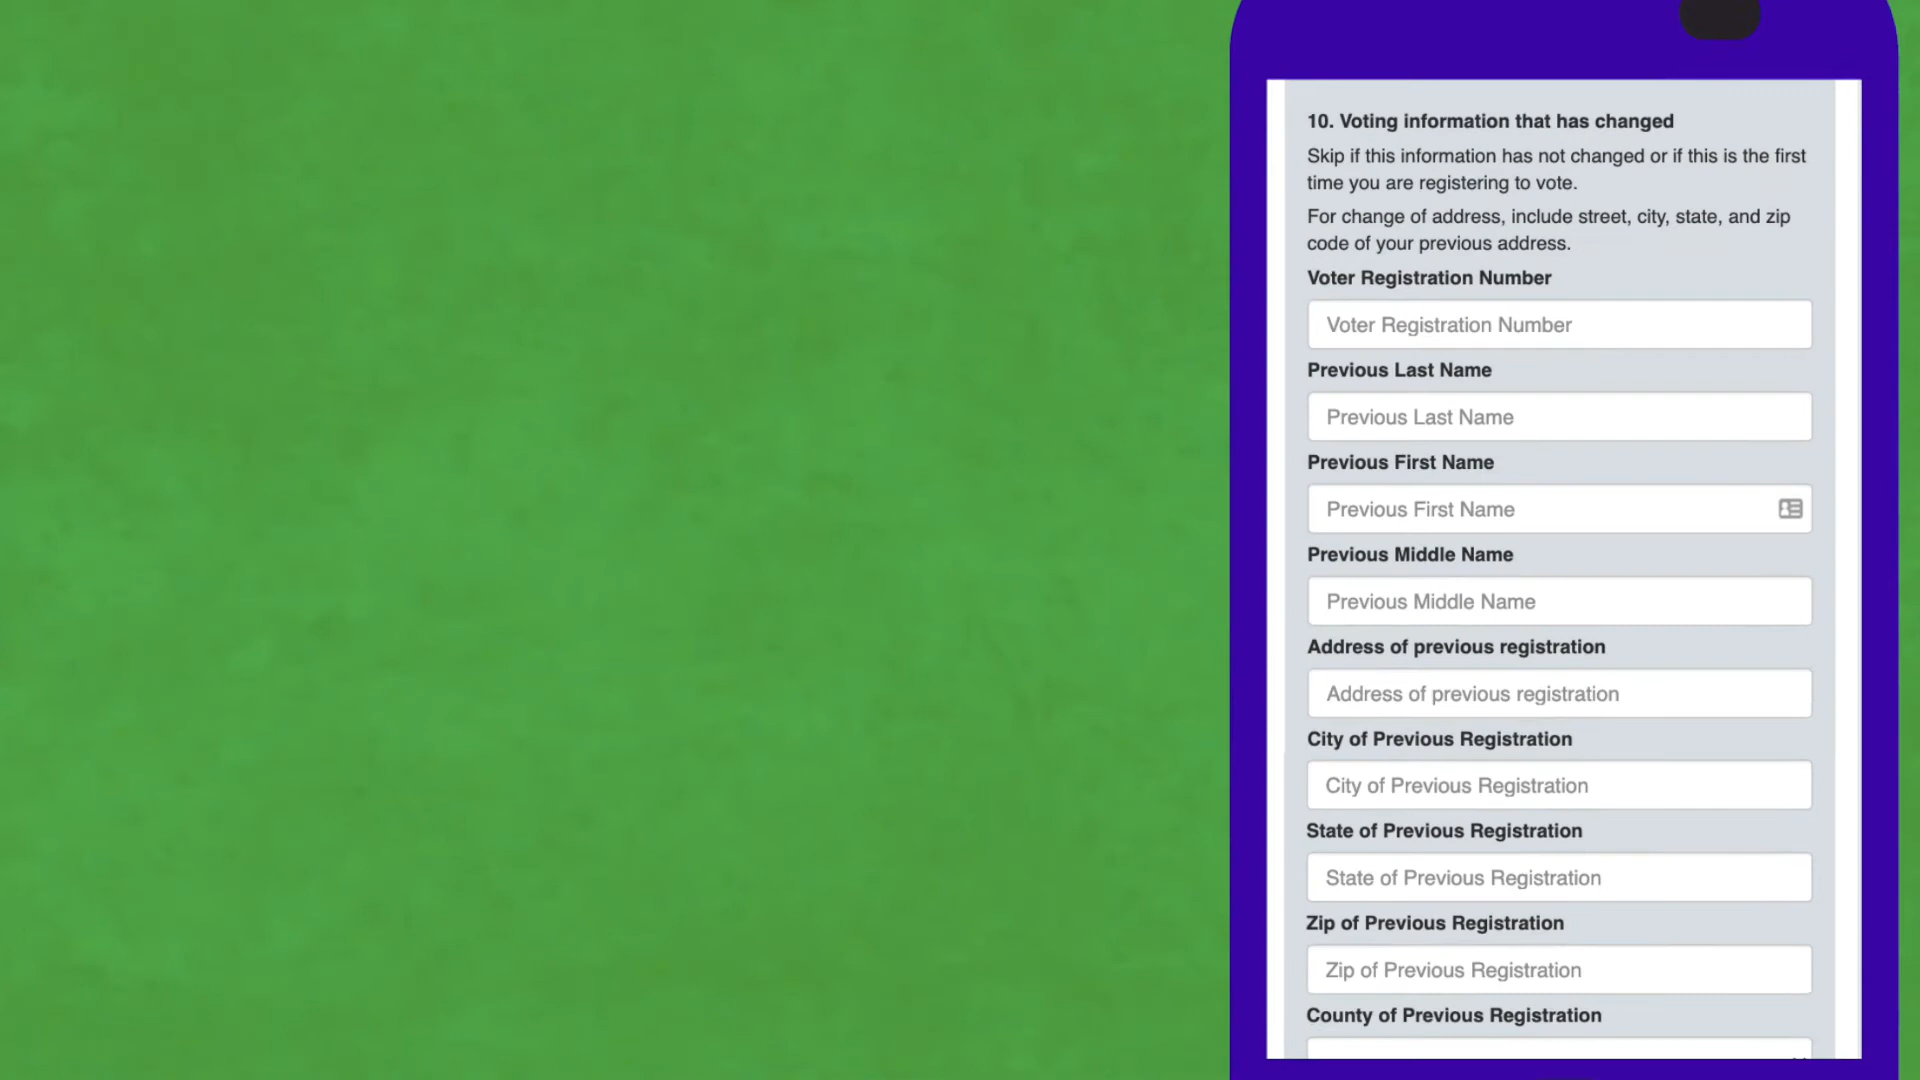 10. Voting information that has changed
Skip if this information has not changed or if this is the first
time you are registering to vote.
For change of address, include street, city, state, and zip
code of your previous address.
Voter Registration Number
Voter Registration Number
Previous Last Name
Previous Last Name
Previous First Name
Previous First Name
Previous Middle Name
Previous Middle Name
Address of previous registration
Address of previous registration
City of Previous Registration
City of Previous Registration
State of Previous Registration
State of Previous Registration
Zip of Previous Registration
Zip of Previous Registration
County of Previous Registration